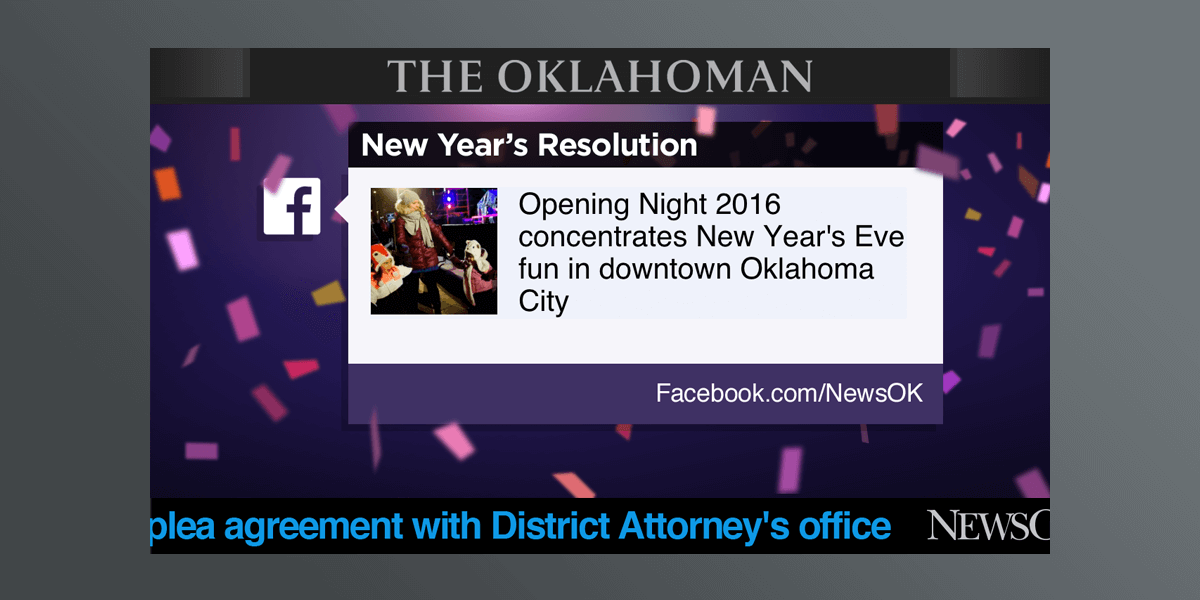 THE OKLAHOMAN
New Year's Resolution
Opening Night 2016
concentrates New Year's Eve
fun in downtown Oklahoma
City
Facebook.com/NewsOK
plea agreement with District Attorney's office